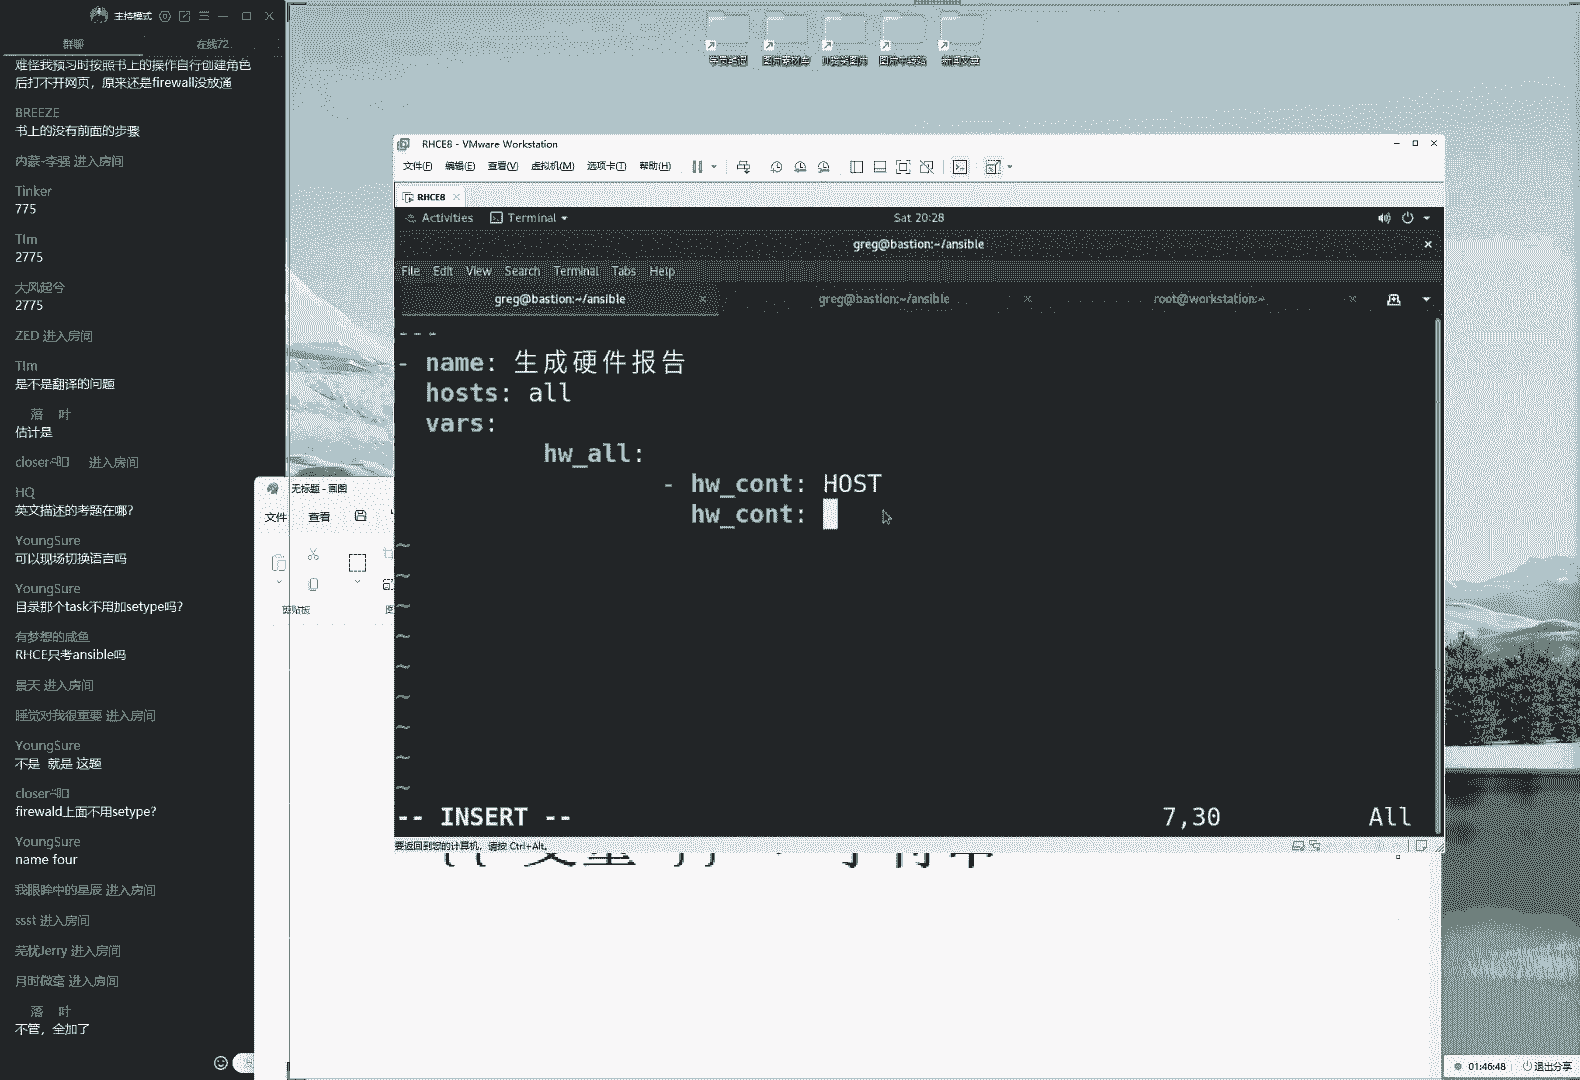 主持模式
群聊
在线72
难怪我预习时按照书上的操作自行创建角色
后打不开网页，原来还是firewall没放通
BREEZE
书上的没有前面的步骤
内蒙-李强 进入房间
Tinker
775
TIm
2775
大风起兮
2775
ZED 进入房间
TIm
是不是翻译的问题
落 叶
估计是
closer 进入房间
HQ
英文描述的考题在哪?
YoungSure
可以现场切换语言吗
YoungSure
目录那个task不用加setype吗?
有梦想的咸鱼
RHCE只考ansible吗
景天 进入房间
睡觉对我很重要 进入房间
YoungSure
不是 就是 这题
closer
firewald上面不用setype?
YoungSure
name four
我眼眸中的星辰 进入房间
ssst 进入房间
芜忧Jerry 进入房间
月时微毫 进入房间
落 叶
不管，全加了
学员笔记
无标题 - 画图
文件
查看
剪贴板
RHCE8 - VMware Workstation
文件(F) 编辑(E) 查看(V) 虚拟机(M) 选项卡(T) 帮助(H)
RHCE8
Activities Terminal Sat 20:28
greg@bastion:~/ansible
File Edit View Search Terminal Tabs Help
greg@bastion:~/ansible greg@bastion:~/ansible root@workstation:~
---
- name: 生成硬件报告
hosts: all
vars:
hw_all:
- hw_cont: HOST
hw_cont:
~
~
~
~
~
~
~
~
~
-- INSERT -- 7,30 All
要返回到您的计算机，请按 Ctrl+Alt。
01:46:48 退出分享